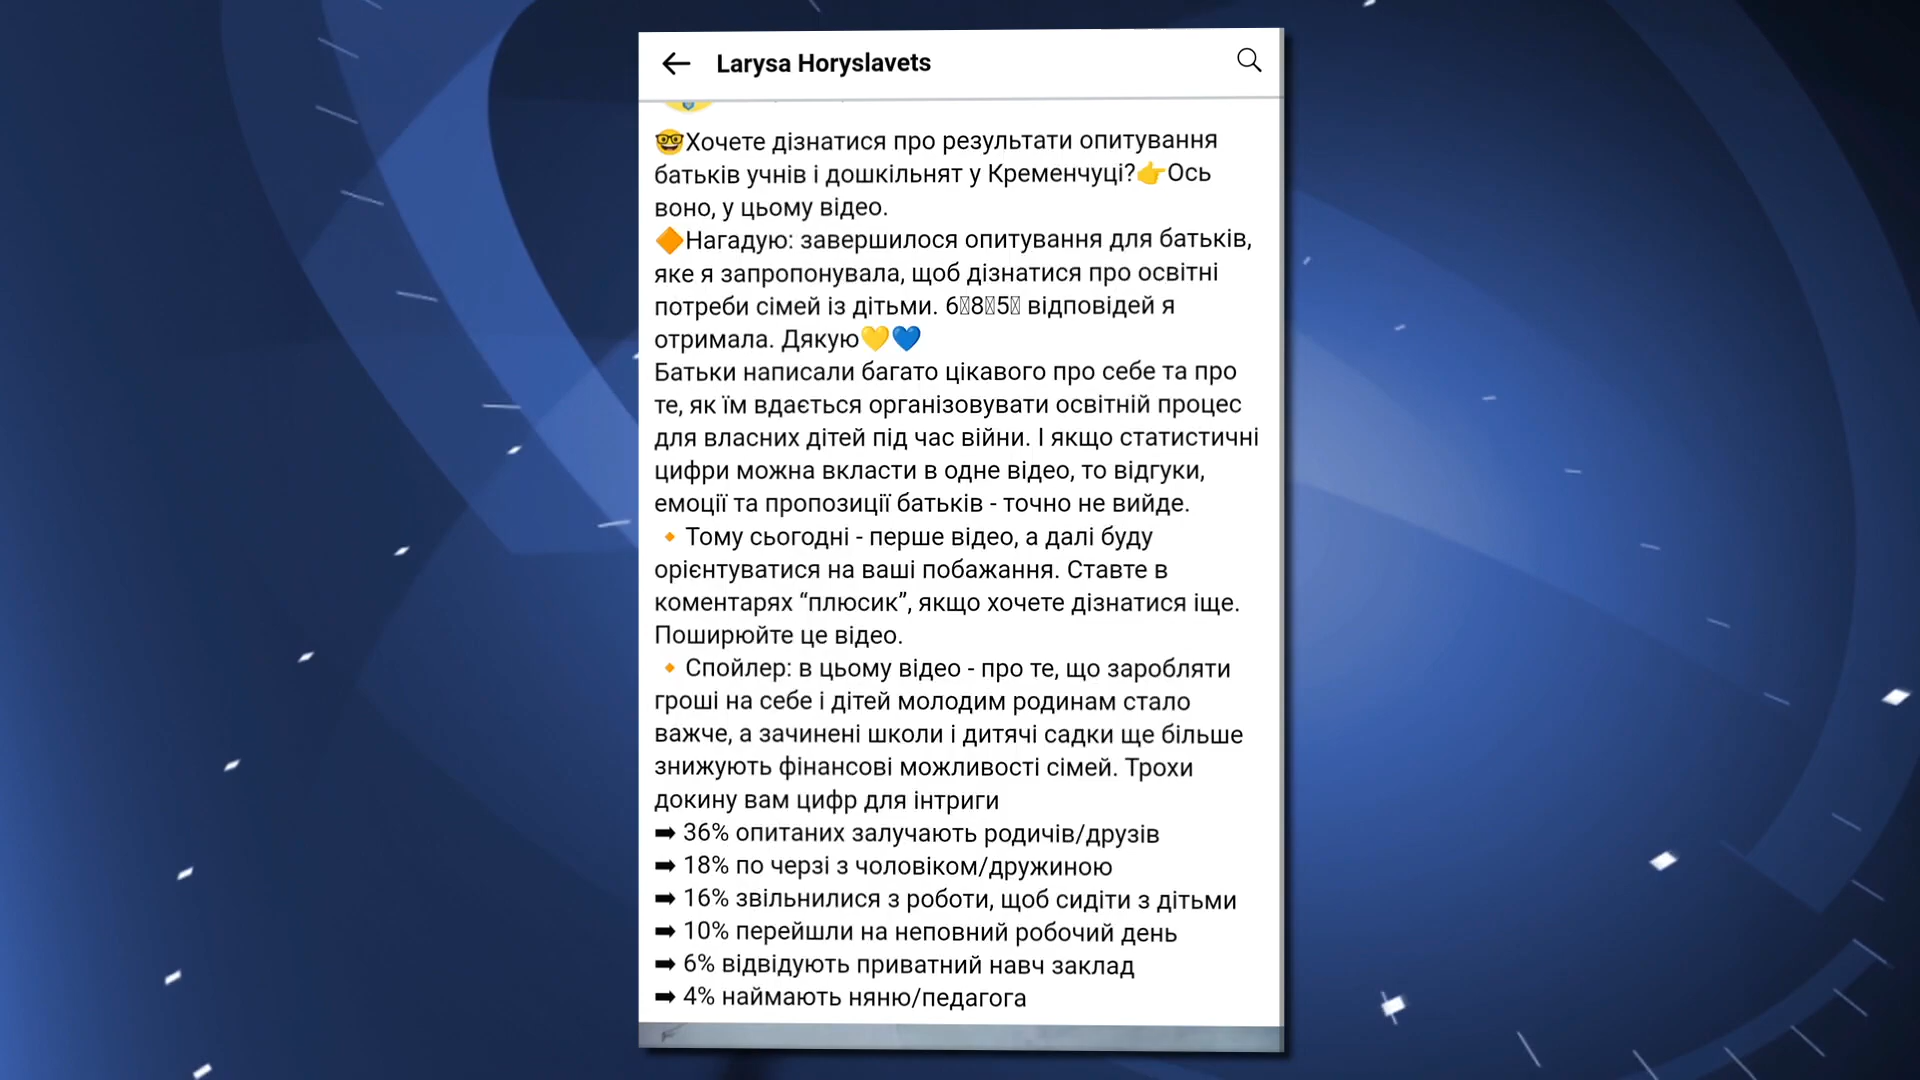 Larysa Horyslavets
🤓Хочете дізнатися про результати опитування
батьків учнів і дошкільнят у Кременчуці?👉Ось
воно, у цьому відео.
🔶Нагадую: завершилося опитування для батьків,
яке я запропонувала, щоб дізнатися про освітні
потреби сімей із дітьми. 6▯8▯5▯ відповідей я
отримала. Дякую💛💙
Батьки написали багато цікавого про себе та про
те, як їм вдається організовувати освітній процес
для власних дітей під час війни. І якщо статистичні
цифри можна вкласти в одне відео, то відгуки,
емоції та пропозиції батьків - точно не вийде.
🔸Тому сьогодні - перше відео, а далі буду
орієнтуватися на ваші побажання. Ставте в
коментарях “плюсик”, якщо хочете дізнатися іще.
Поширюйте це відео.
🔸Спойлер: в цьому відео - про те, що заробляти
гроші на себе і дітей молодим родинам стало
важче, а зачинені школи і дитячі садки ще більше
знижують фінансові можливості сімей. Трохи
докину вам цифр для інтриги
➡ 36% опитаних залучають родичів/друзів
➡ 18% по черзі з чоловіком/дружиною
➡ 16% звільнилися з роботи, щоб сидіти з дітьми
➡ 10% перейшли на неповний робочий день
➡ 6% відвідують приватний навч заклад
➡ 4% наймають няню/педагога